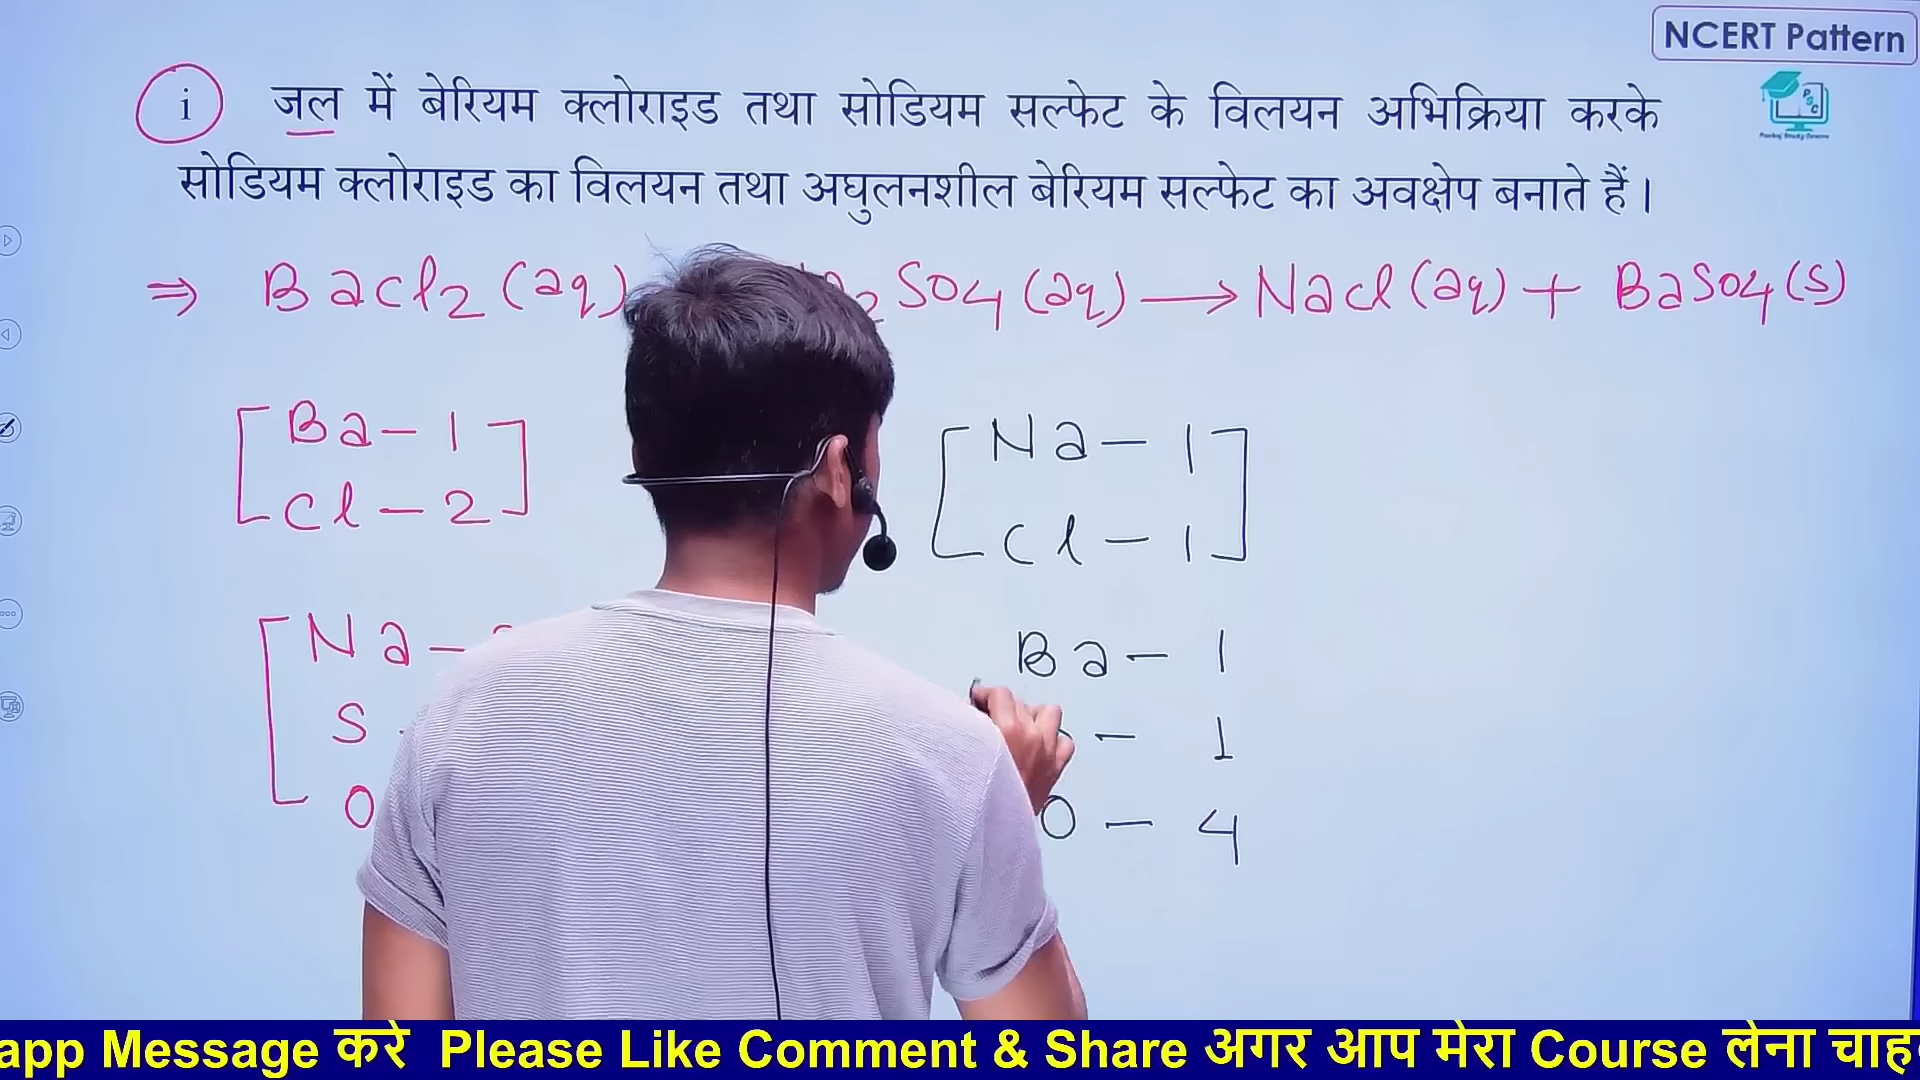 NCERT Pattern
i जल में बेरियम क्लोराइड तथा सोडियम सल्फेट के विलयन अभिक्रिया करके
सोडियम क्लोराइड का विलयन तथा अघुलनशील बेरियम सल्फेट का अवक्षेप बनाते हैं।
⇒ BaCl2 (aq) 2SO4 (aq) → NaCl (aq) + BaSO4 (s)
Ba - 1
Cl - 2
Na -
S
O
Na - 1
Cl - 1
Ba - 1
- 1
O - 4
app Message करे Please Like Comment & Share अगर आप मेरा Course लेना